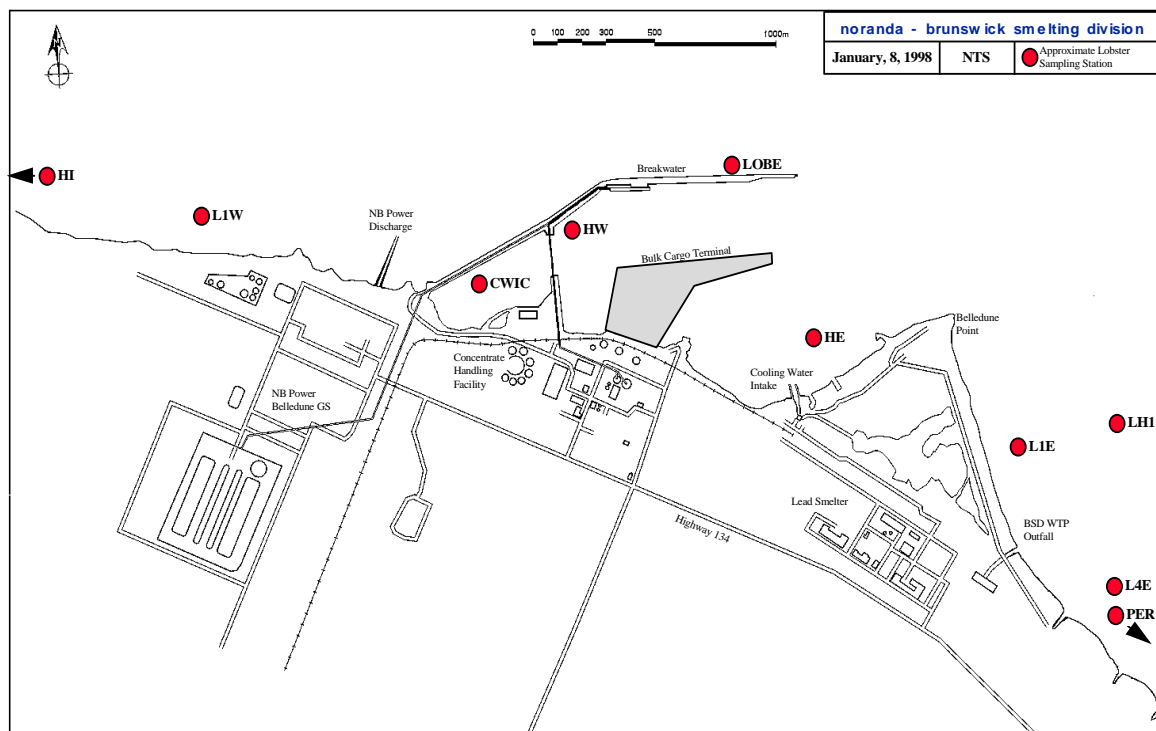 noranda - brunswick smelting division
January, 8, 1998
NTS
Approximate Lobster
Sampling Station
0 100 200 300 500 1000m
HI
L1W
NB Power
Discharge
Breakwater
LOBE
HW
CWIC
Bulk Cargo Terminal
HE
Belledune
Point
Cooling Water
Intake
Concentrate
Handling
Facility
NB Power
Belledune GS
LH1
L1E
Lead Smelter
Highway 134
BSD WTP
Outfall
L4E
PER